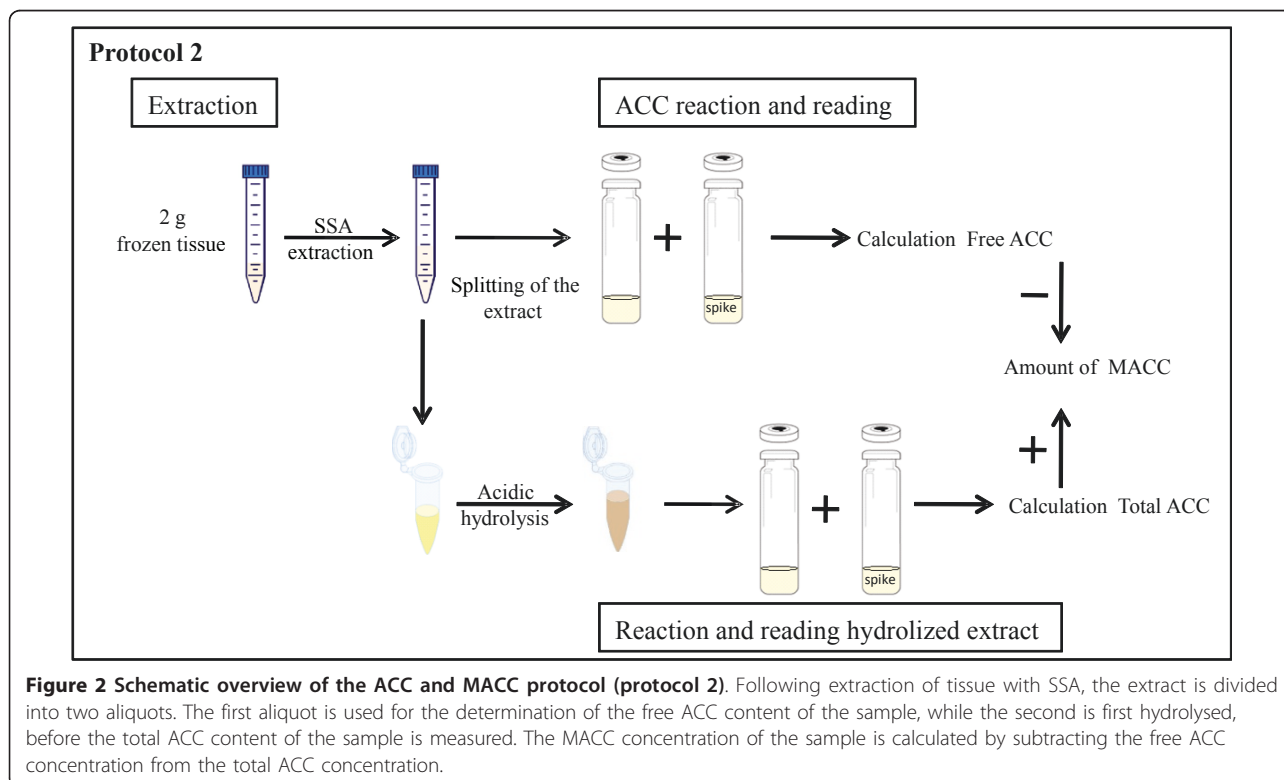 Protocol 2
Extraction
ACC reaction and reading
2 g
frozen tissue
SSA
extraction
Splitting of the
extract
+
spike
Calculation Free ACC
−
Amount of MACC
+
Acidic
hydrolysis
+
spike
Calculation Total ACC
Reaction and reading hydrolized extract
Figure 2 Schematic overview of the ACC and MACC protocol (protocol 2). Following extraction of tissue with SSA, the extract is divided
into two aliquots. The first aliquot is used for the determination of the free ACC content of the sample, while the second is first hydrolysed,
before the total ACC content of the sample is measured. The MACC concentration of the sample is calculated by subtracting the free ACC
concentration from the total ACC concentration.